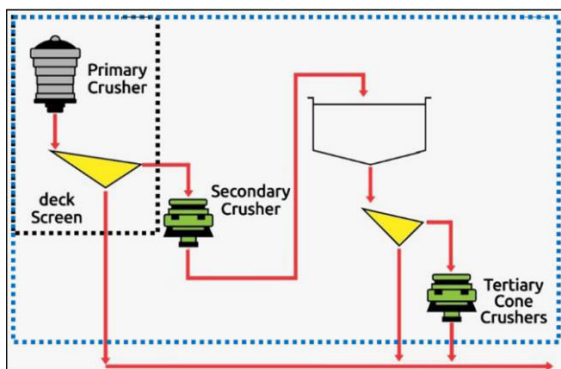 Primary
Crusher
deck
Screen
Secondary
Crusher
Tertiary
Cone
Crushers